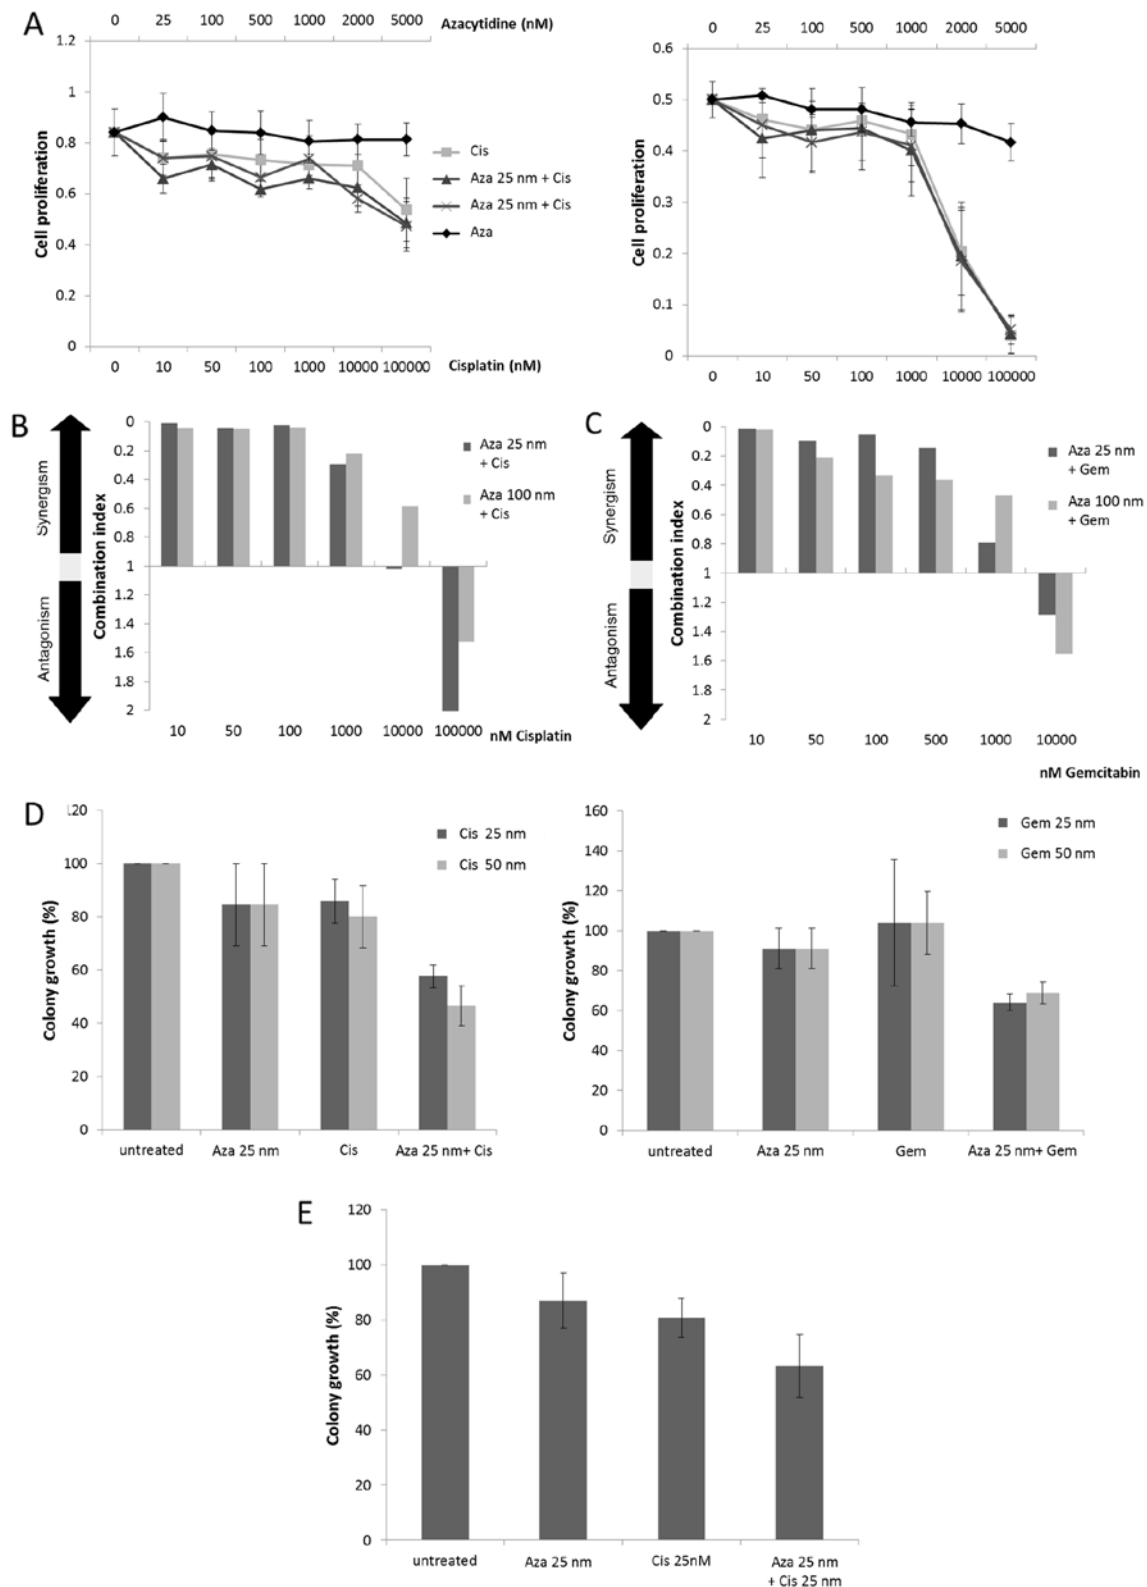 A
0 25 100 500 1000 2000 5000 Azacytidine (nM)
1.2
1
0.8
0.6
0.4
0.2
0
Cell proliferation
Cis
Aza 25 nm + Cis
Aza 25 nm + Cis
Aza
0 10 50 100 1000 10000 100000 Cisplatin (nM)
0 25 100 500 1000 2000 5000
0.6
0.5
0.4
0.3
0.2
0.1
0
Cell proliferation
0 10 50 100 1000 10000 100000
B
Synergism
Antagonism
Combination index
0
0.2
0.4
0.6
0.8
1
1.2
1.4
1.6
1.8
2
Aza 25 nm
+ Cis
Aza 100 nm
+ Cis
10 50 100 1000 10000 100000 nM Cisplatin
C
Synergism
Antagonism
Combination index
0
0.2
0.4
0.6
0.8
1
1.2
1.4
1.6
1.8
2
Aza 25 nm
+ Gem
Aza 100 nm
+ Gem
10 50 100 500 1000 10000
nM Gemcitabin
D
120
100
80
60
40
20
0
Colony growth (%)
Cis 25 nm
Cis 50 nm
untreated Aza 25 nm Cis Aza 25 nm+ Cis
160
140
120
100
80
60
40
20
0
Colony growth (%)
Gem 25 nm
Gem 50 nm
untreated Aza 25 nm Gem Aza 25 nm+ Gem
E
120
100
80
60
40
20
0
Colony growth (%)
untreated Aza 25 nm Cis 25nM Aza 25 nm
+ Cis 25 nm